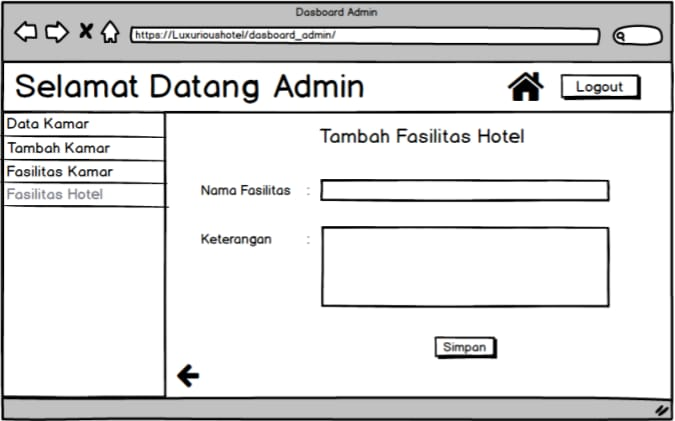 Dasboard Admin
https://Luxurioushotel/dasboard_admin/
Selamat Datang Admin
Logout
Data Kamar
Tambah Kamar
Fasilitas Kamar
Fasilitas Hotel
Tambah Fasilitas Hotel
Nama Fasilitas :
Keterangan :
Simpan